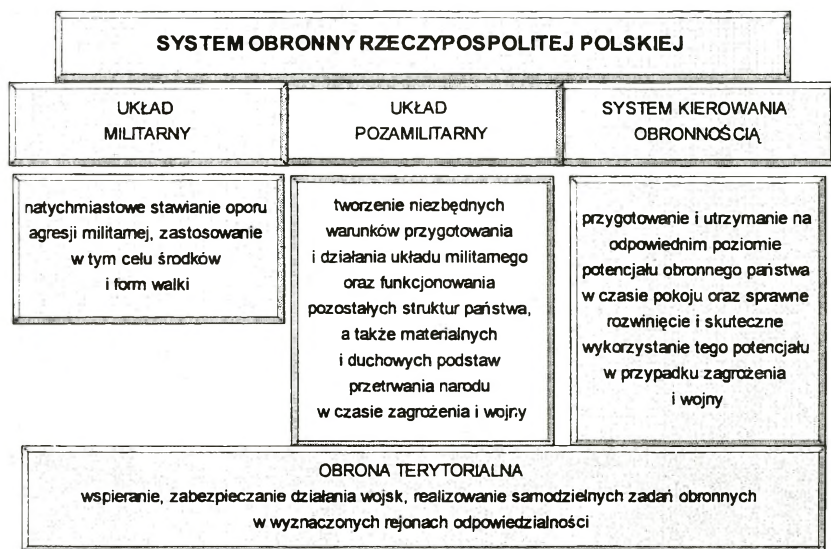 SYSTEM OBRONNY RZECZYPOSPOLITEJ POLSKIEJ
UKŁAD
MILITARNY
UKŁAD
POZAMILITARNY
SYSTEM KIEROWANIA
OBRONNOŚCIĄ
natychmiastowe stawianie oporu
agresji militarnej, zastosowanie
w tym celu środków
i form walki
tworzenie niezbędnych
warunków przygotowania
i działania układu militarnego
oraz funkcjonowania
pozostałych struktur państwa,
a także materialnych
i duchowych podstaw
przetrwania narodu
w czasie zagrożenia i wojny
przygotowanie i utrzymanie na
odpowiednim poziomie
potencjału obronnego państwa
w czasie pokoju oraz sprawne
rozwinięcie i skuteczne
wykorzystanie tego potencjału
w przypadku zagrożenia
i wojny
OBRONA TERYTORIALNA
wspieranie, zabezpieczanie działania wojsk, realizowanie samodzielnych zadań obronnych
w wyznaczonych rejonach odpowiedzialności